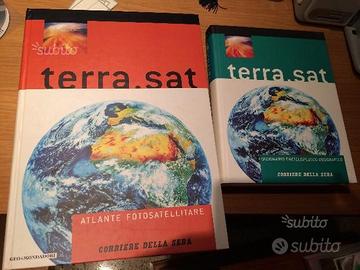 subito
terra.sat
ATLANTE FOTOSATELLITARE
CORRIERE DELLA SERA
GEO-MONDADORI
subito
terra.sat
DIZIONARIO ENCICLOPEDICO GEOGRAFICO
CORRIERE DELLA SERA
subito
subito